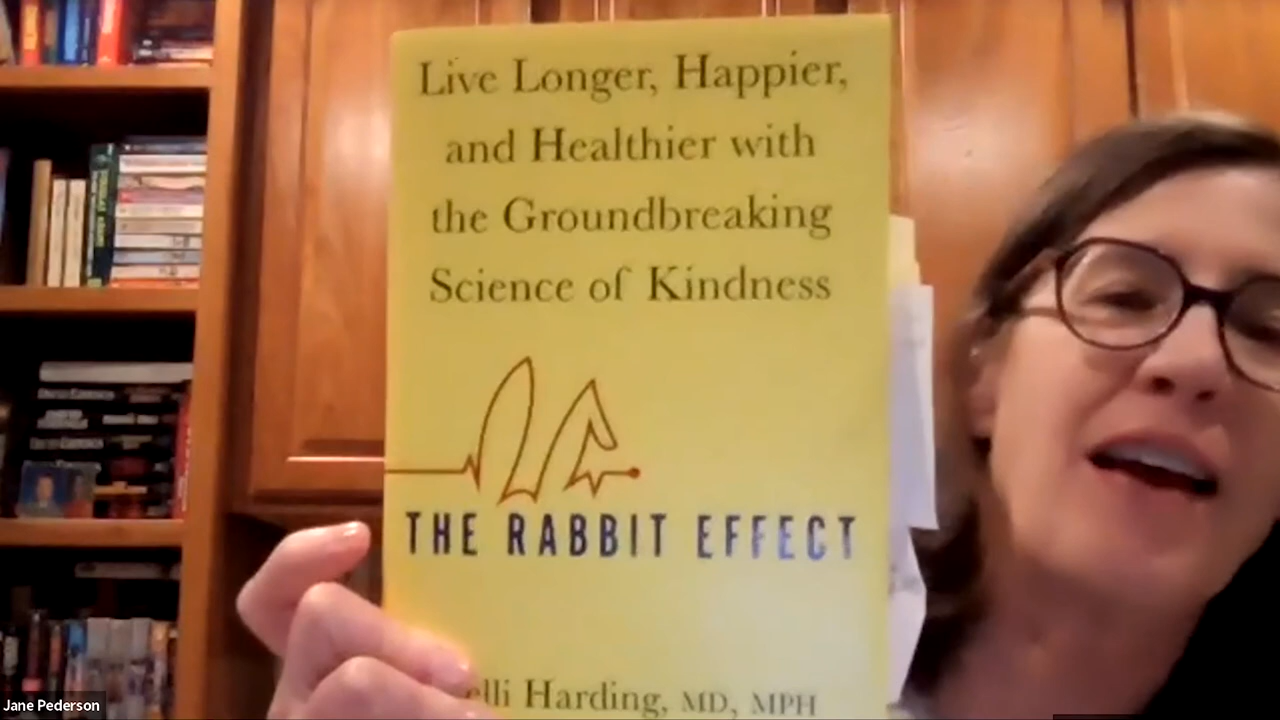 Live Longer, Happier,
and Healthier with
the Groundbreaking
Science of Kindness
THE RABBIT EFFECT
elli Harding, MD, MPH
Jane Pederson